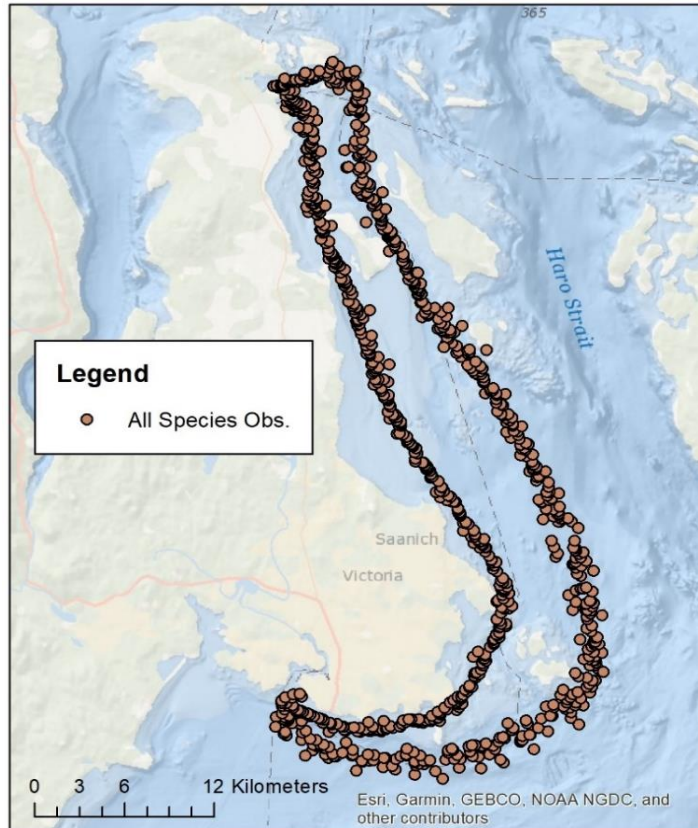 365
Haro Strait
Legend
All Species Obs.
Saanich
Victoria
0 3 6 12 Kilometers
Esri, Garmin, GEBCO, NOAA NGDC, and
other contributors